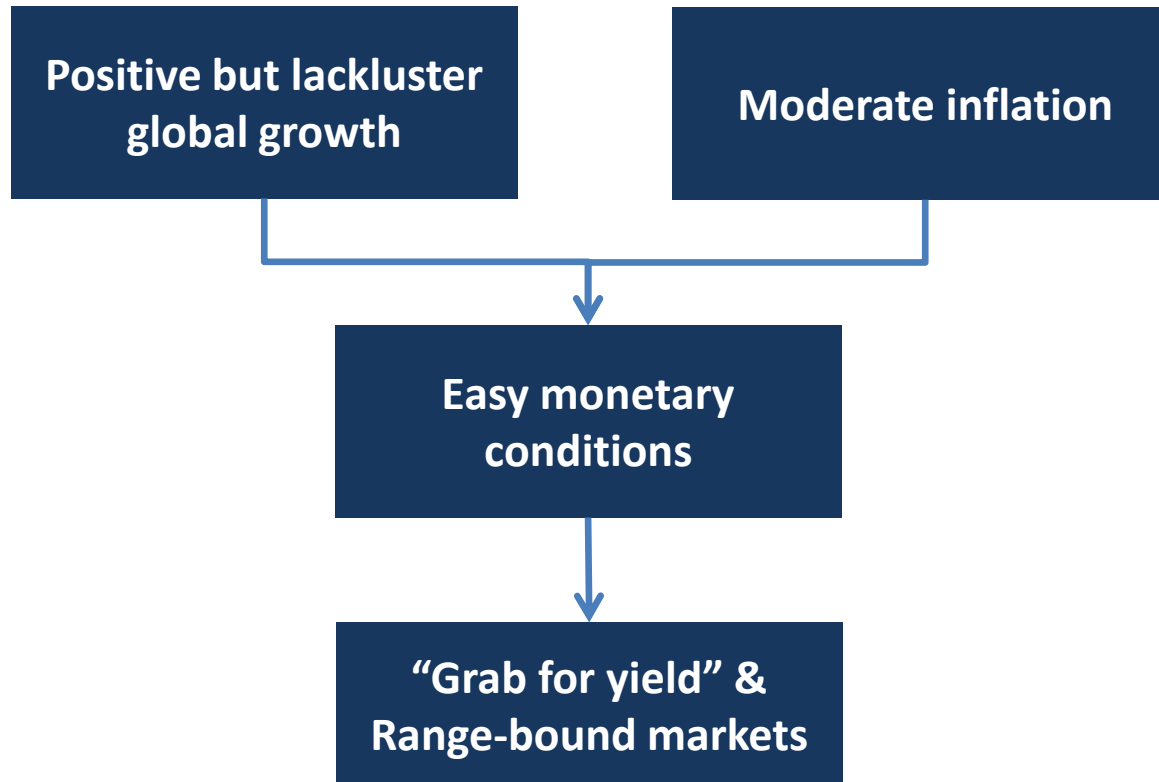 Positive but lackluster
global growth
Moderate inflation
Easy monetary
conditions
“Grab for yield” &
Range-bound markets